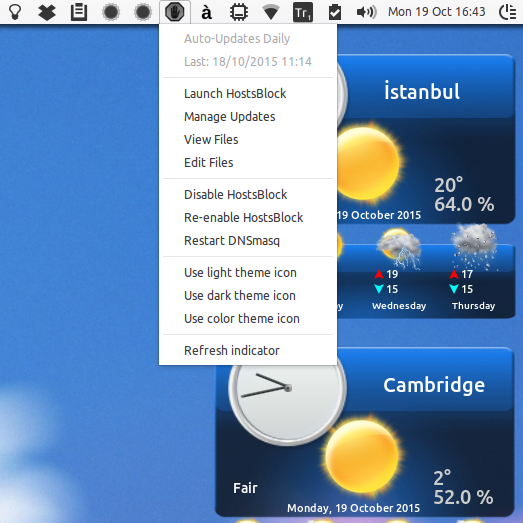 à
Tr1
Mon 19 Oct 16:43
Auto-Updates Daily
Last: 18/10/2015 11:14
Launch HostsBlock
Manage Updates
View Files
Edit Files
Disable HostsBlock
Re-enable HostsBlock
Restart DNSmasq
Use light theme icon
Use dark theme icon
Use color theme icon
Refresh indicator
İstanbul
20°
64.0 %
19 October 2015
19
15
Wednesday
17
15
Thursday
Cambridge
Fair
2°
52.0 %
Monday, 19 October 2015